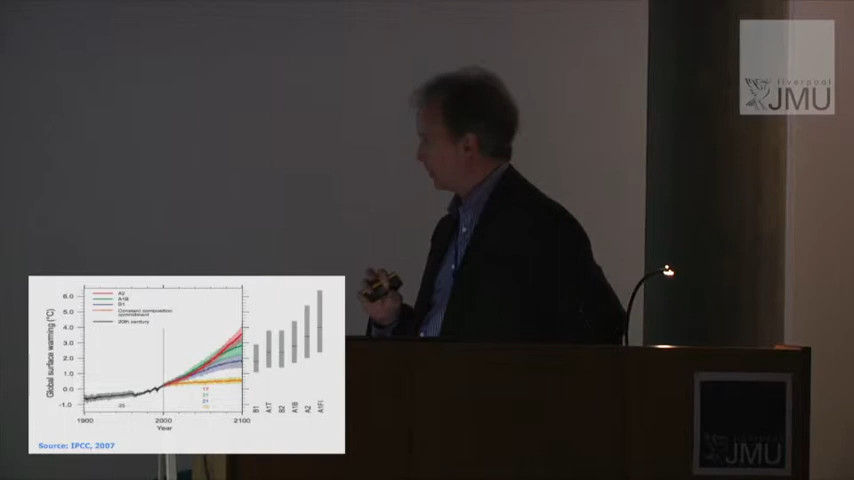 liverpool
JMU
6.0
5.0
4.0
3.0
2.0
1.0
0.0
-1.0
Global surface warming (°C)
A2
A1B
B1
Constant composition
commitment
20th century
1900
2000
2100
Year
B1
A1T
B2
A1B
A2
A1FI
Source: IPCC, 2007
liverpool
JMU